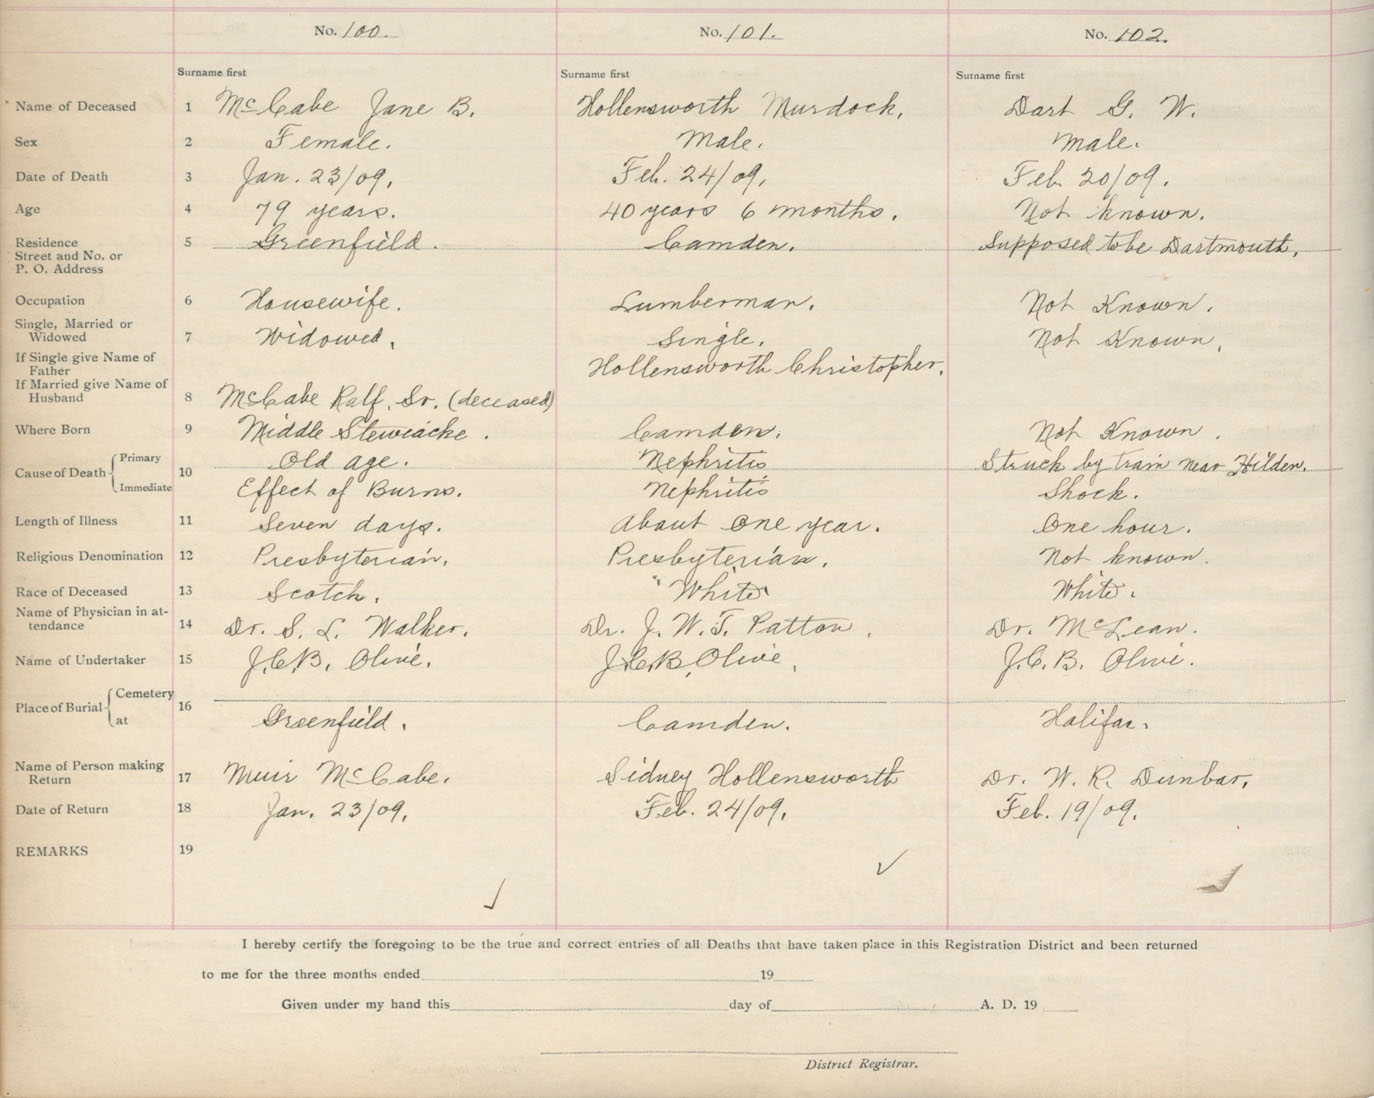 No. 100. No. 101. No. 102.
Surname first Surname first Surname first
Name of Deceased 1 McCabe Jane B. Hollensworth Murdock. Dart G. W.
Sex 2 Female. Male. Male.
Date of Death 3 Jan. 23/09. Feb. 24/09. Feb. 20/09.
Age 4 79 years. 40 years 6 months. Not known.
Residence 5 Greenfield. Camden. Supposed to be Dartmouth.
Street and No. or
P. O. Address
Occupation 6 Housewife. Lumberman. Not Known.
Single, Married or
Widowed 7 Widowed. Single. Not Known.
If Single give Name of
Father Hollensworth Christopher.
If Married give Name of
Husband 8 McCabe Ralf. Sr. (deceased)
Where Born 9 Middle Stewiacke. Camden. Not Known.
Primary Old age. Nephritis Struck by train near Hilden.
Cause of Death 10
Immediate Effect of Burns. Nephritis Shock.
Length of Illness 11 Seven days. About one year. One hour.
Religious Denomination 12 Presbyterian. Presbyterian. Not known.
Race of Deceased 13 Scotch. "White" White.
Name of Physician in at-
tendance 14 Dr. S. L. Walker. Dr. J. W. T. Patton. Dr. McLean.
Name of Undertaker 15 J.C.B. Olive. J.C.B. Olive. J.C.B. Olive.
Cemetery
Place of Burial 16
at Greenfield. Camden. Halifax.
Name of Person making
Return 17 Muir McCabe. Sidney Hollensworth Dr. W. R. Dunbar.
Date of Return 18 Jan. 23/09. Feb. 24/09. Feb. 19/09.
REMARKS 19
I hereby certify the foregoing to be the true and correct entries of all Deaths that have taken place in this Registration District and been returned
to me for the three months ended 19
Given under my hand this day of A. D. 19
District Registrar.